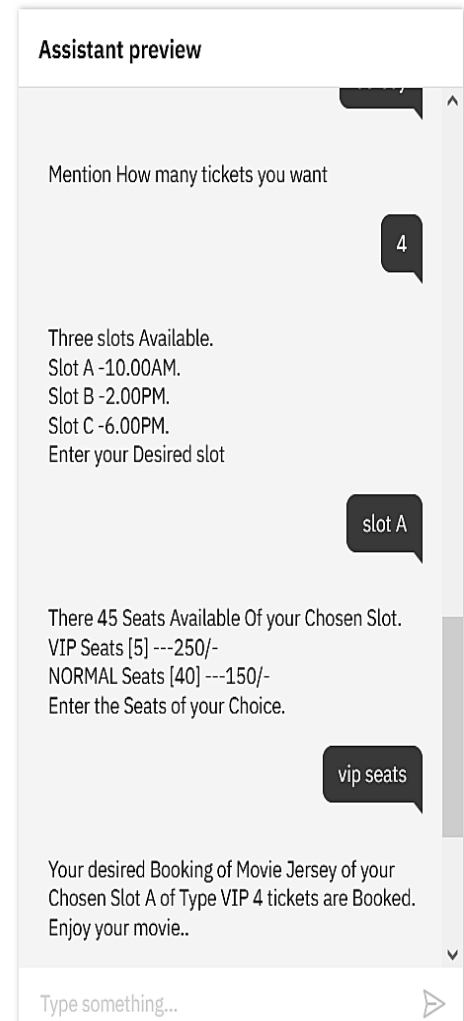 Assistant preview
Mention How many tickets you want
4
Three slots Available.
Slot A -10.00AM.
Slot B -2.00PM.
Slot C -6.00PM.
Enter your Desired slot
slot A
There 45 Seats Available Of your Chosen Slot.
VIP Seats [5] ---250/-
NORMAL Seats [40] ---150/-
Enter the Seats of your Choice.
vip seats
Your desired Booking of Movie Jersey of your
Chosen Slot A of Type VIP 4 tickets are Booked.
Enjoy your movie..
Type something...